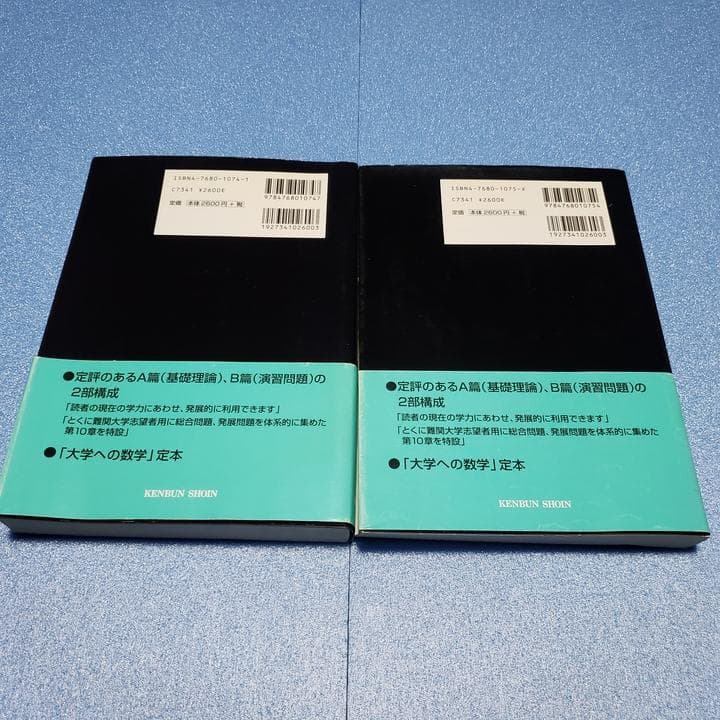 ISBN4-7680-1074-1
C7341 ¥2600E
定価 本体2600円+税
9784768010747
1927341026003
●定評のあるA篇(基礎理論)、B篇(演習問題)の
2部構成
「読者の現在の学力にあわせ、発展的に利用できます」
「とくに難関大学志望者用に総合問題、発展問題を体系的に集めた
第10章を特設」
●「大学への数学」定本
KENBUN SHOIN
ISBN4-7680-1075-X
C7341 ¥2600E
定価 本体2600円+税
9784768010754
1927341026003
●定評のあるA篇(基礎理論)、B篇(演習問題)の
2部構成
「読者の現在の学力にあわせ、発展的に利用できます」
「とくに難関大学志望者用に総合問題、発展問題を体系的に集めた
第10章を特設」
●「大学への数学」定本
KENBUN SHOIN